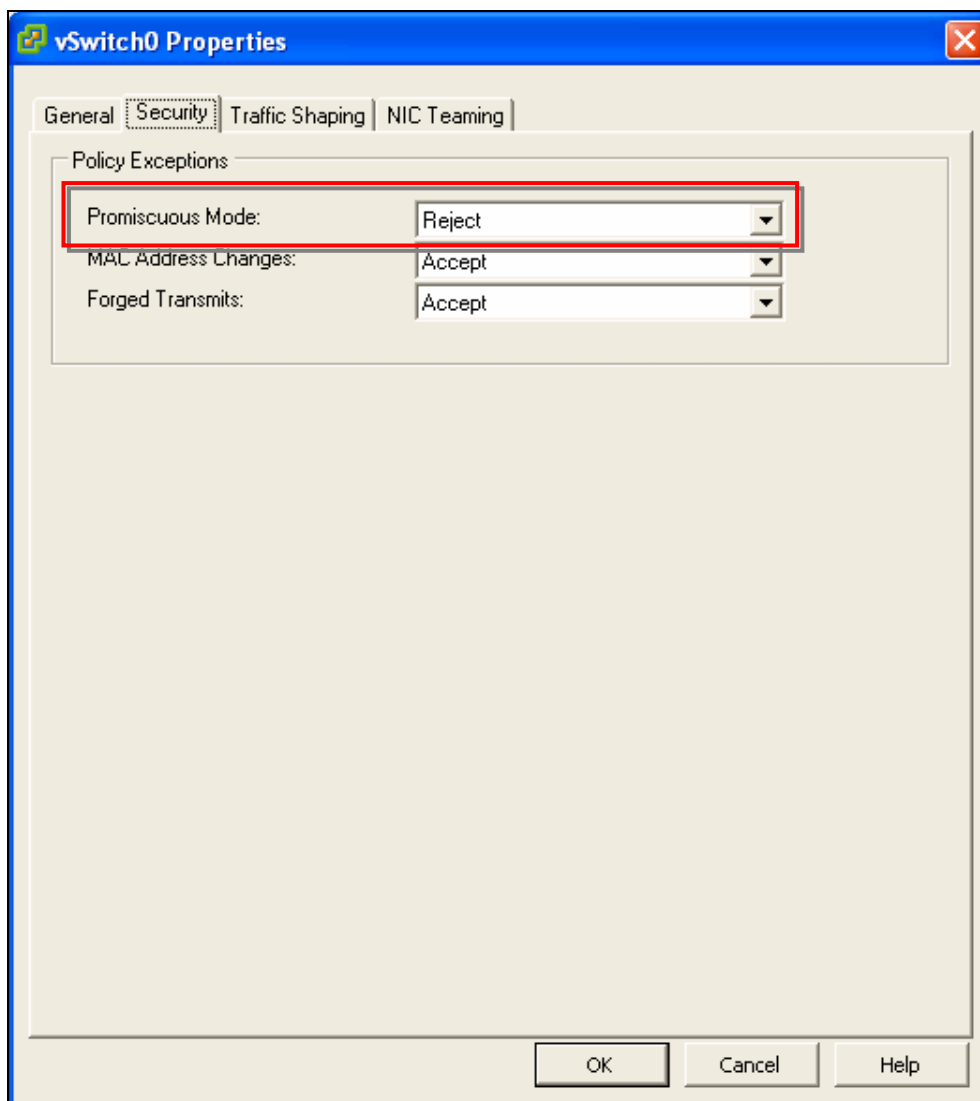 vSwitch0 Properties
General Security Traffic Shaping NIC Teaming
Policy Exceptions
Promiscuous Mode: Reject
MAC Address Changes: Accept
Forged Transmits: Accept
OK Cancel Help